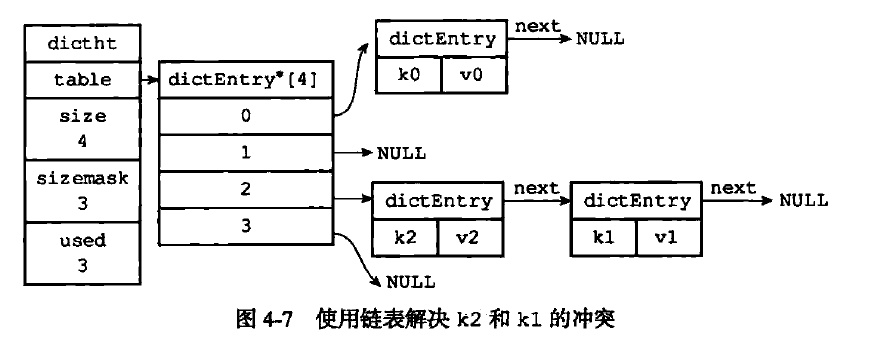 dictht
table
size
4
sizemask
3
used
3
dictEntry*[4]
0
1
2
3
dictEntry
k0 v0
next
NULL
NULL
dictEntry
k2 v2
next
dictEntry
k1 v1
next
NULL
NULL
图 4-7 使用链表解决 k2 和 k1 的冲突